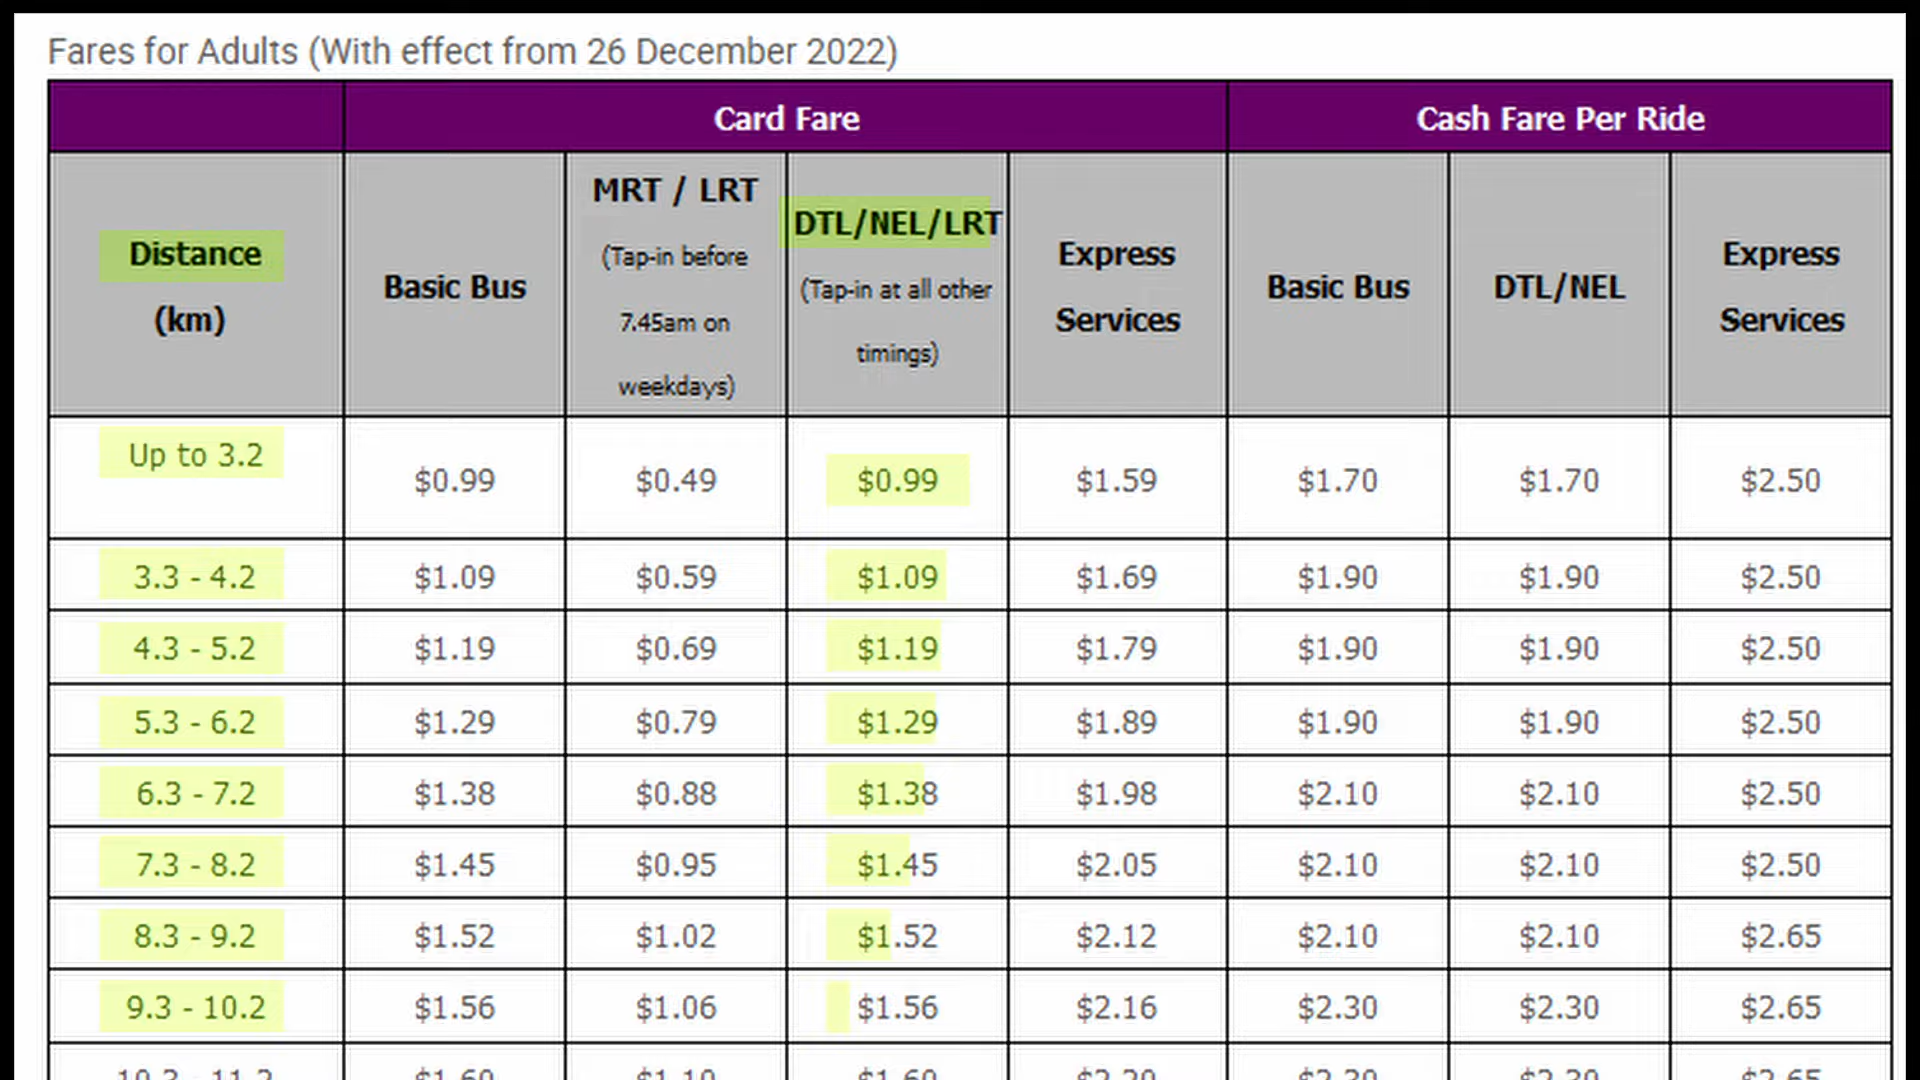 Fares for Adults (With effect from 26 December 2022)
Card Fare Cash Fare Per Ride
Distance (km) Basic Bus MRT / LRT (Tap-in before 7.45am on weekdays) DTL/NEL/LRT (Tap-in at all other timings) Express Services Basic Bus DTL/NEL Express Services
Up to 3.2 $0.99 $0.49 $0.99 $1.59 $1.70 $1.70 $2.50
3.3 - 4.2 $1.09 $0.59 $1.09 $1.69 $1.90 $1.90 $2.50
4.3 - 5.2 $1.19 $0.69 $1.19 $1.79 $1.90 $1.90 $2.50
5.3 - 6.2 $1.29 $0.79 $1.29 $1.89 $1.90 $1.90 $2.50
6.3 - 7.2 $1.38 $0.88 $1.38 $1.98 $2.10 $2.10 $2.50
7.3 - 8.2 $1.45 $0.95 $1.45 $2.05 $2.10 $2.10 $2.50
8.3 - 9.2 $1.52 $1.02 $1.52 $2.12 $2.10 $2.10 $2.65
9.3 - 10.2 $1.56 $1.06 $1.56 $2.16 $2.30 $2.30 $2.65